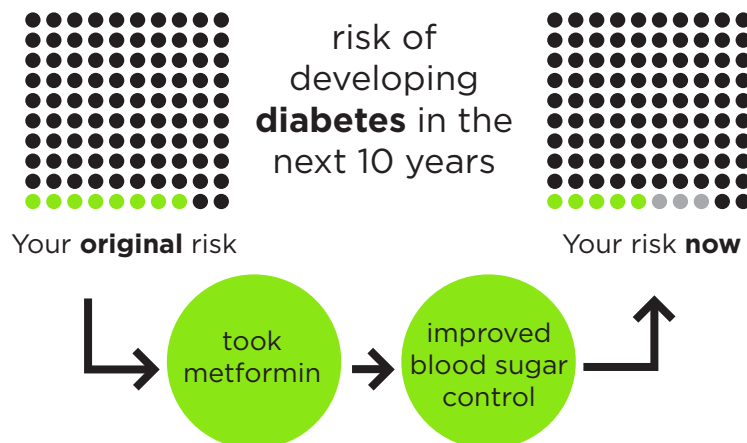 risk of
developing
diabetes in the
next 10 years
Your original risk
Your risk now
took
metformin
improved
blood sugar
control